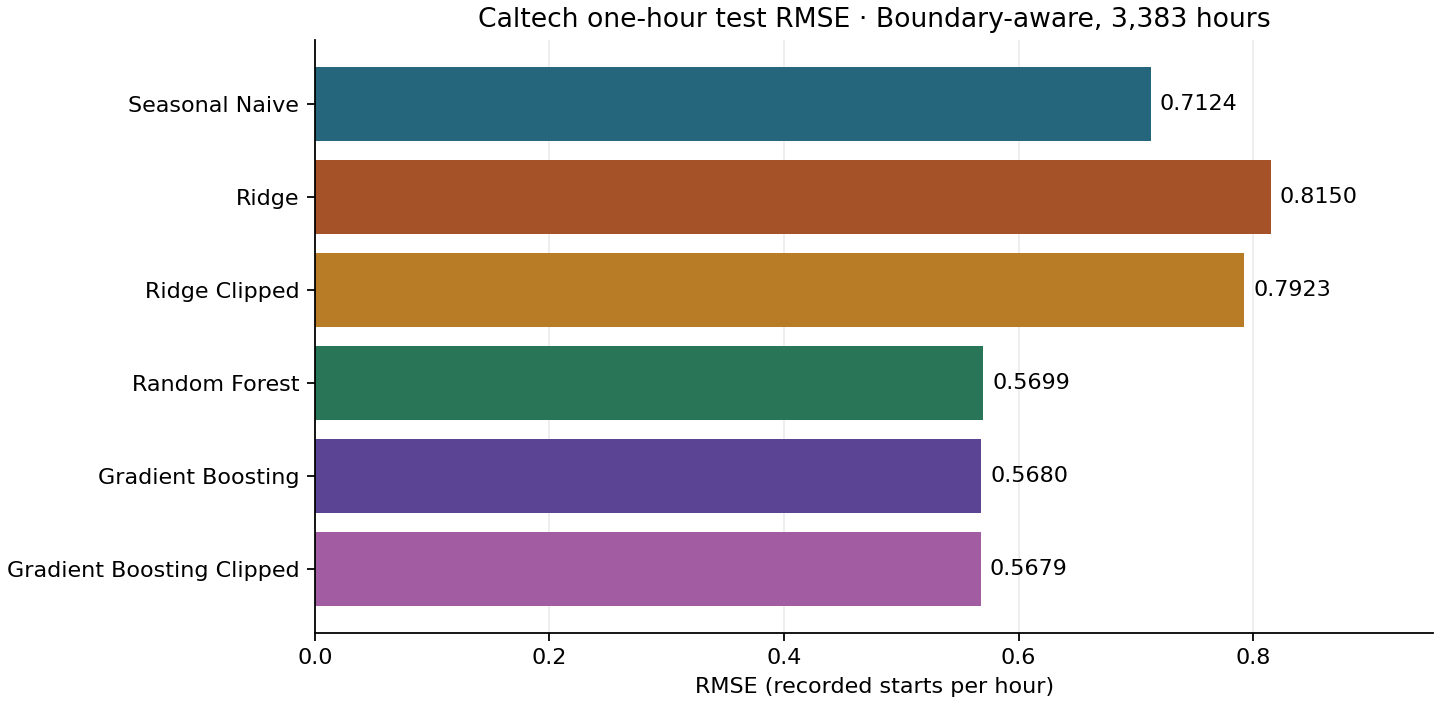 Caltech one-hour test RMSE · Boundary-aware, 3,383 hours
Seasonal Naive 0.7124
Ridge 0.8150
Ridge Clipped 0.7923
Random Forest 0.5699
Gradient Boosting 0.5680
Gradient Boosting Clipped 0.5679
0.0 0.2 0.4 0.6 0.8
RMSE (recorded starts per hour)